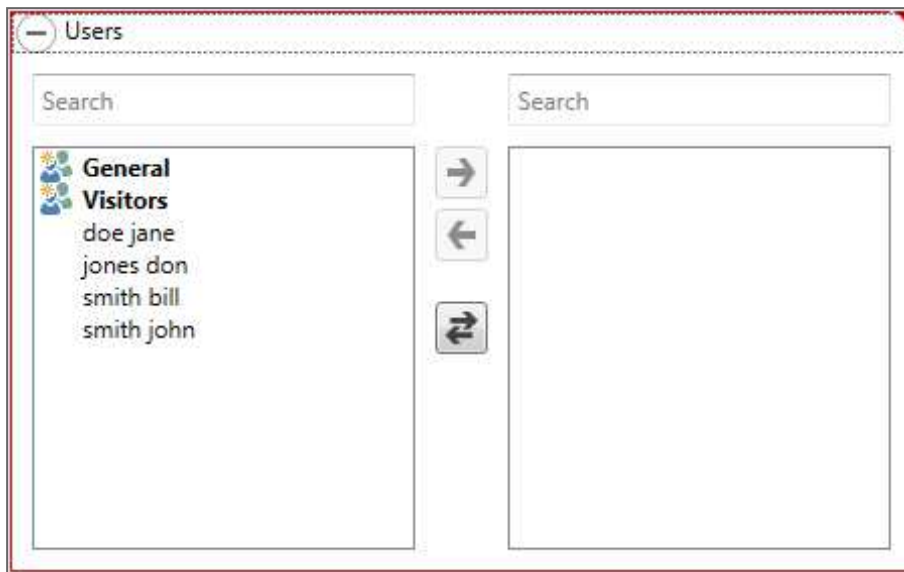 Users
Search
Search
General
Visitors
doe jane
jones don
smith bill
smith john